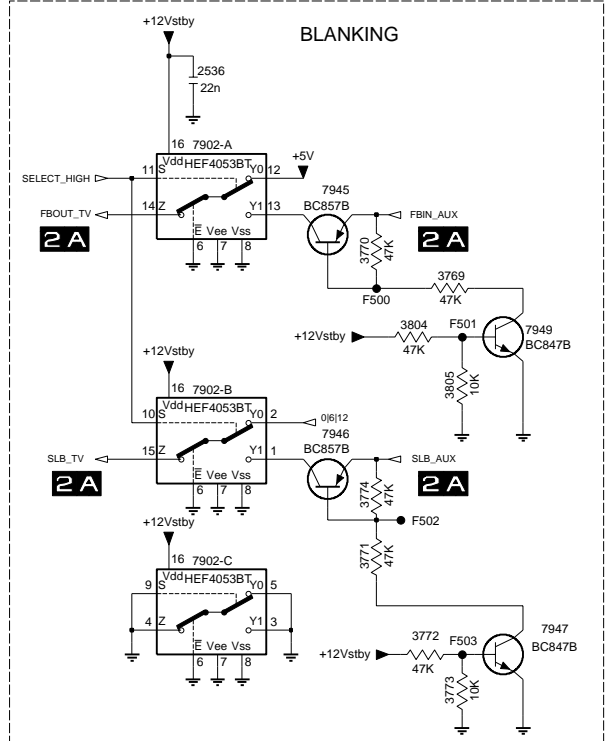 BLANKING
+12Vstby
2536
22n
16 7902-A
Vdd HEF4053BT
+5V
SELECT_HIGH 11 S Y0 12
7945
BC857B
FBOUT_TV 14 Z Y1 13
FBIN_AUX
2A
2A
E Vee Vss
6 7 8
3770
47K
3769
47K
F500
+12Vstby
3804
47K
F501
7949
BC847B
3805
10K
+12Vstby
16 7902-B
Vdd HEF4053BT
10 S Y0 2
0|6|12
7946
BC857B
SLB_TV 15 Z Y1 1
SLB_AUX
2A
2A
E Vee Vss
6 7 8
3774
47K
F502
3771
47K
+12Vstby
16 7902-C
Vdd HEF4053BT
9 S Y0 5
4 Z Y1 3
E Vee Vss
6 7 8
+12Vstby
3772
47K
F503
7947
BC847B
3773
10K